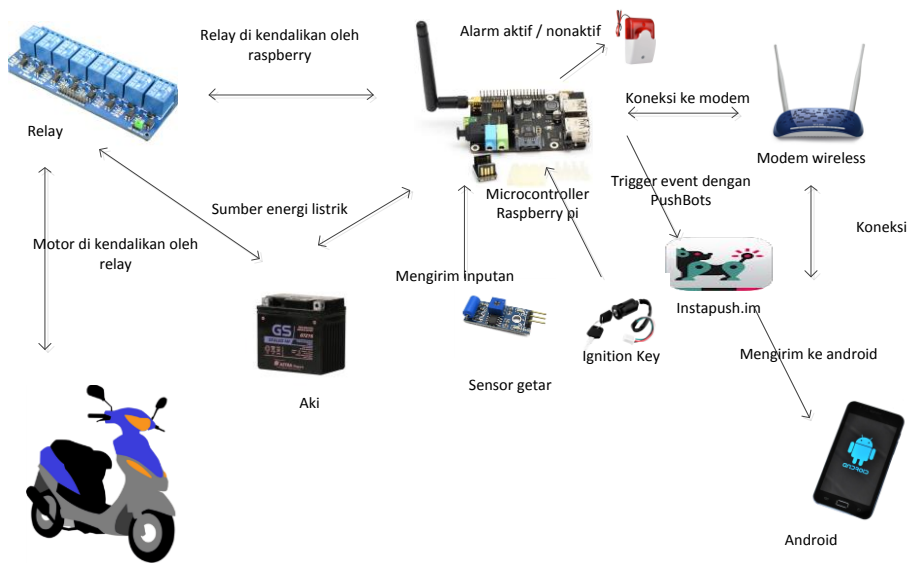 Alarm aktif / nonaktif
Relay di kendalikan oleh
raspberry
Koneksi ke modem
Relay
Modem wireless
Microcontroller
Raspberry pi
Trigger event dengan
PushBots
Sumber energi listrik
Koneksi
Motor di kendalikan oleh
relay
Mengirim inputan
Instapush.im
GS
Ignition Key
Mengirim ke android
Sensor getar
Aki
ANDROID
Android